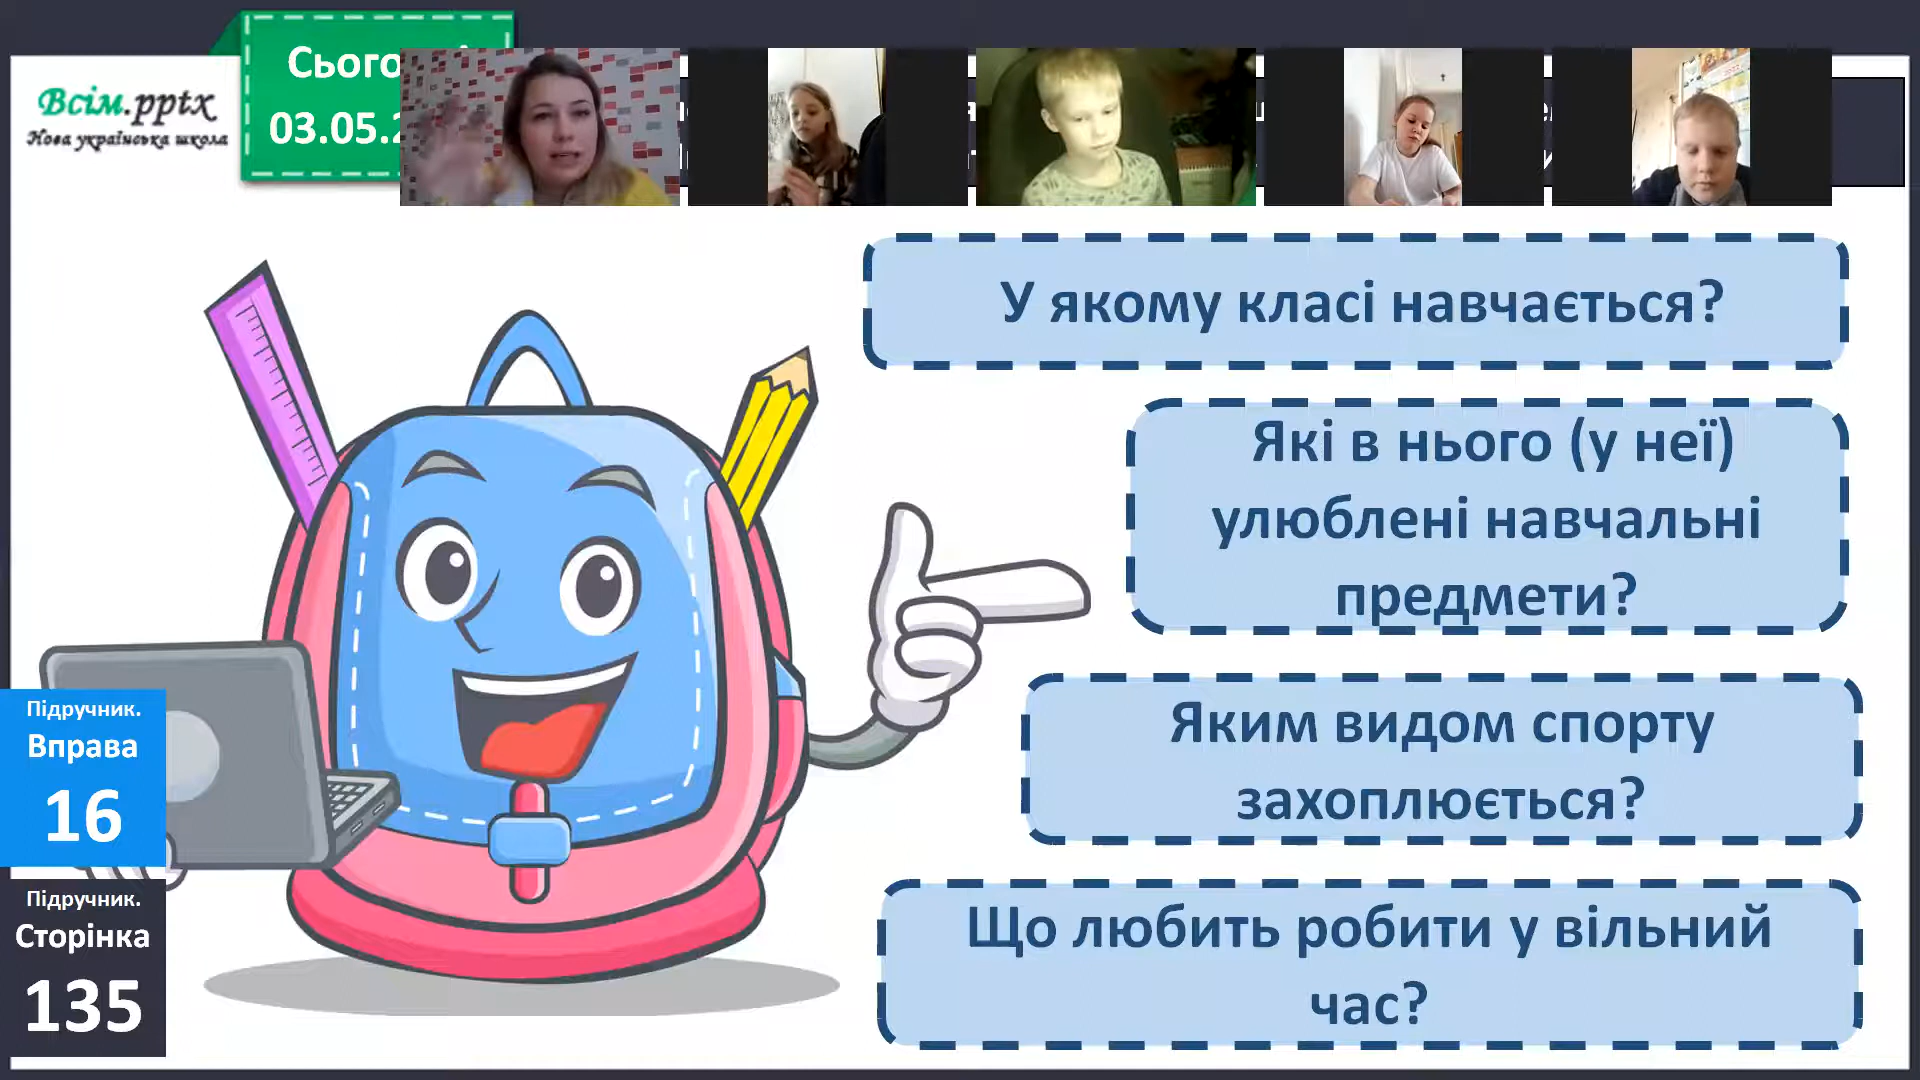 Всім.pptx
Нова українська школа
03.05.2
У якому класі навчається?
Які в нього (у неї)
улюблені навчальні
предмети?
Яким видом спорту
захоплюється?
Що любить робити у вільний
час?
Підручник.
Вправа
16
Підручник.
Сторінка
135